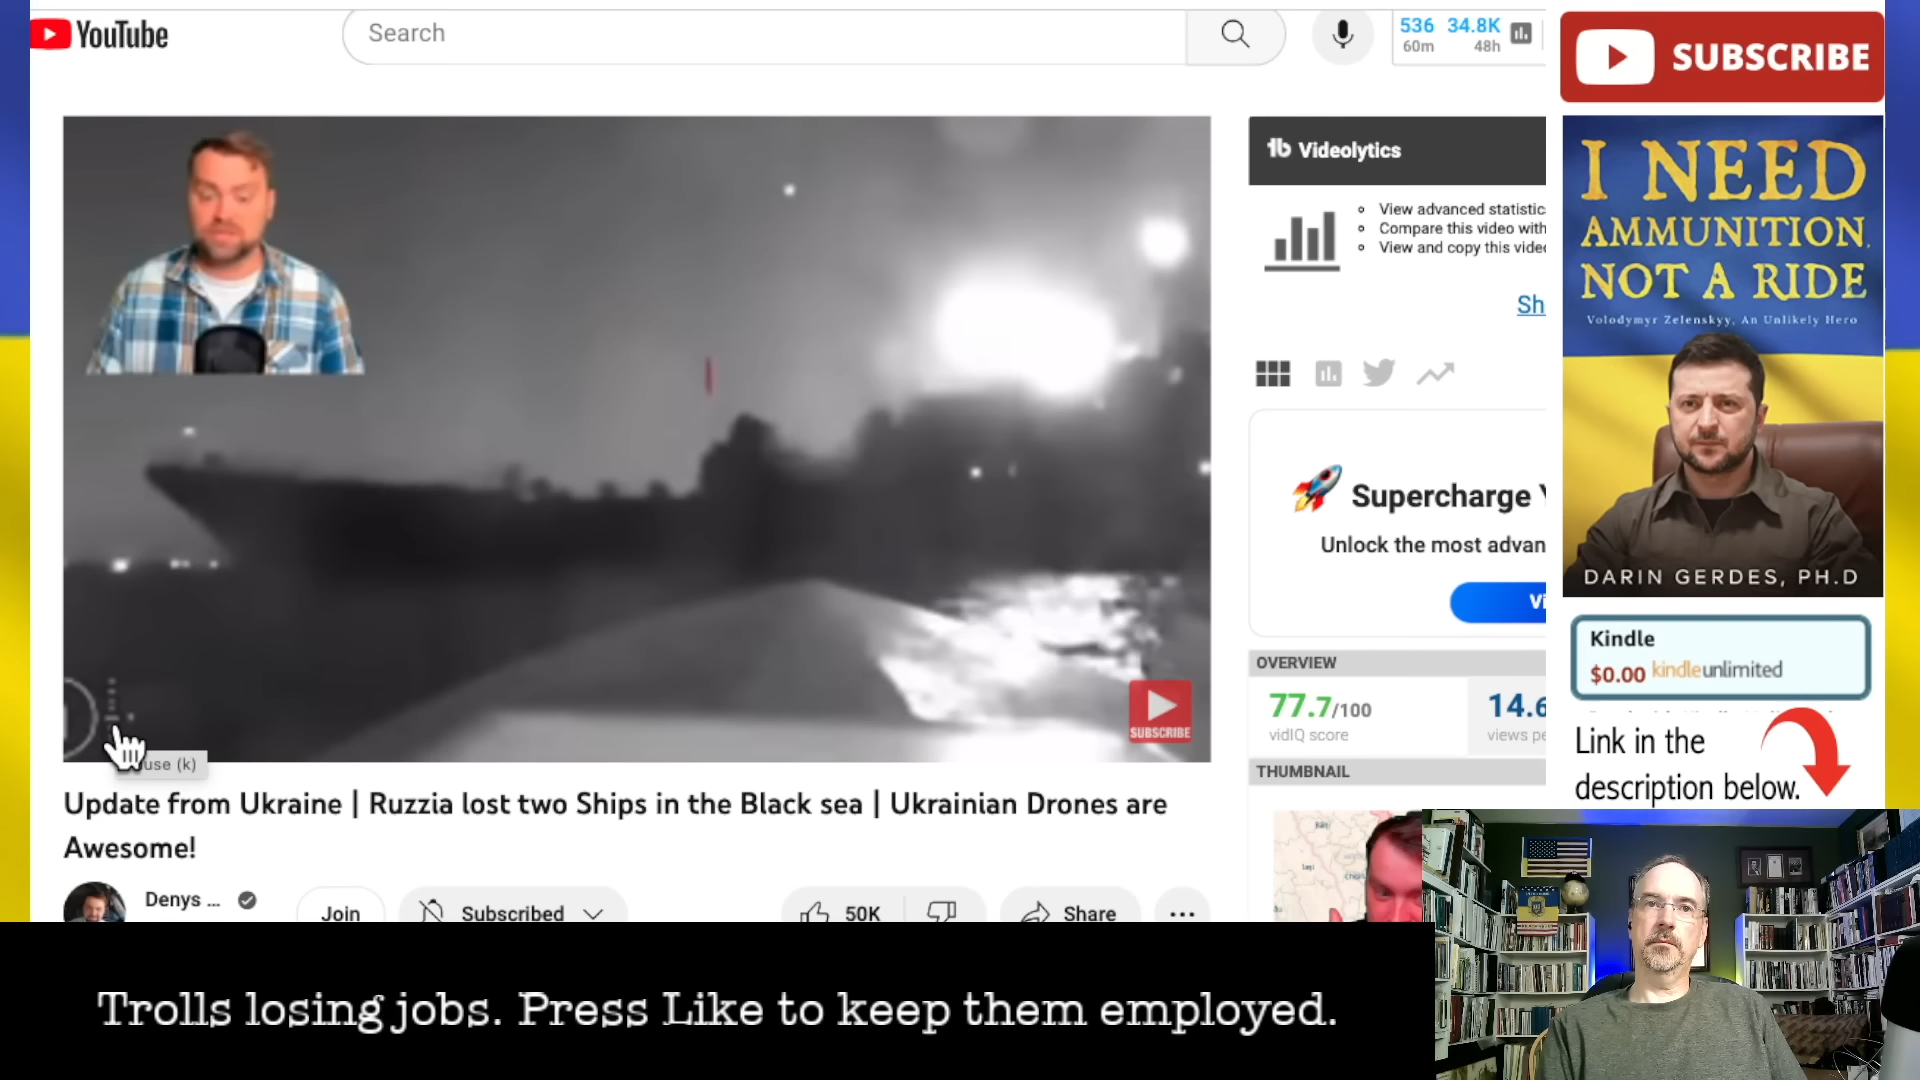 YouTube
Search
536 34.8K
60m 48h
SUBSCRIBE
Videolytics
View advanced statistic
Compare this video with
View and copy this vide
Sh
Supercharge
Unlock the most advan
Vi
OVERVIEW
77.7/100
14.6
vidIQ score
views pe
THUMBNAIL
I NEED
AMMUNITION,
NOT A RIDE
Volodymyr Zelenskyy, An Unlikely Hero
DARIN GERDES, PH.D
Kindle
$0.00 kindleunlimited
Link in the
description below.
SUBSCRIBE
use (k)
Update from Ukraine | Ruzzia lost two Ships in the Black sea | Ukrainian Drones are
Awesome!
Denys ...
Join
Subscribed
50K
Share
Trolls losing jobs. Press Like to keep them employed.